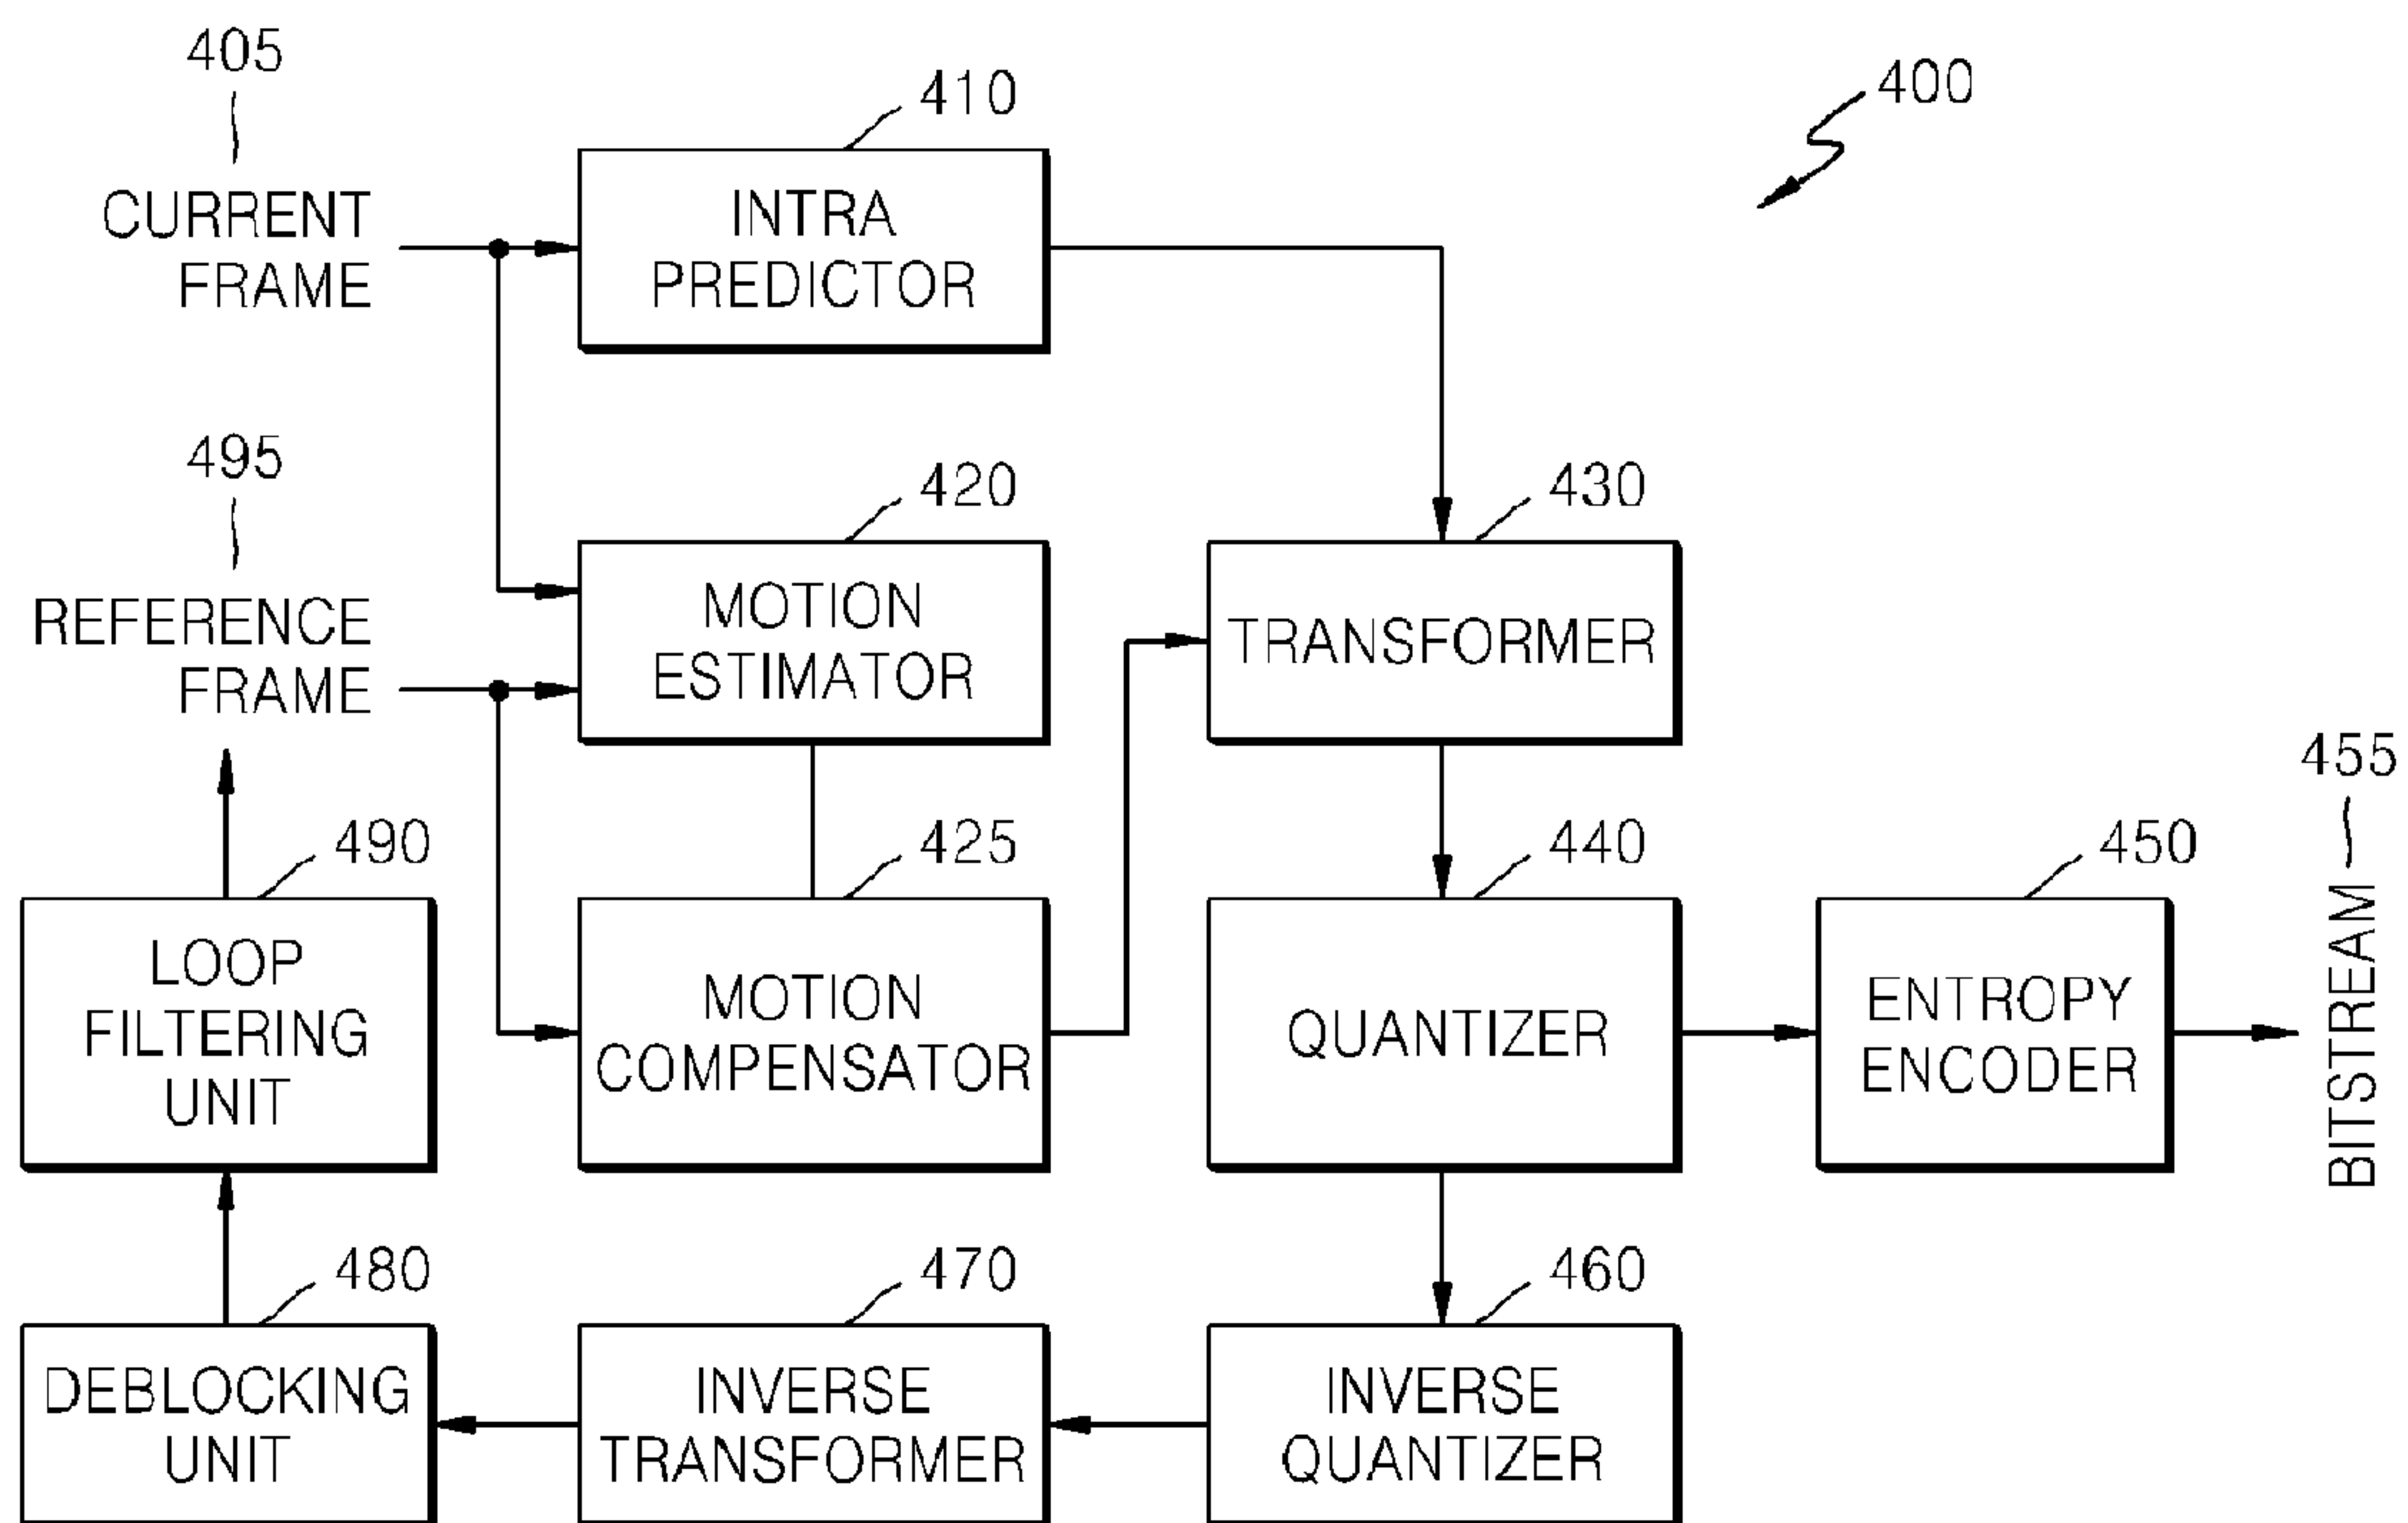 405
CURRENT
FRAME
410
INTRA
PREDICTOR
400
495
REFERENCE
FRAME
420
MOTION
ESTIMATOR
430
TRANSFORMER
490
LOOP
FILTERING
UNIT
425
MOTION
COMPENSATOR
440
QUANTIZER
450
ENTROPY
ENCODER
455
BITSTREAM
480
DEBLOCKING
UNIT
470
INVERSE
TRANSFORMER
460
INVERSE
QUANTIZER